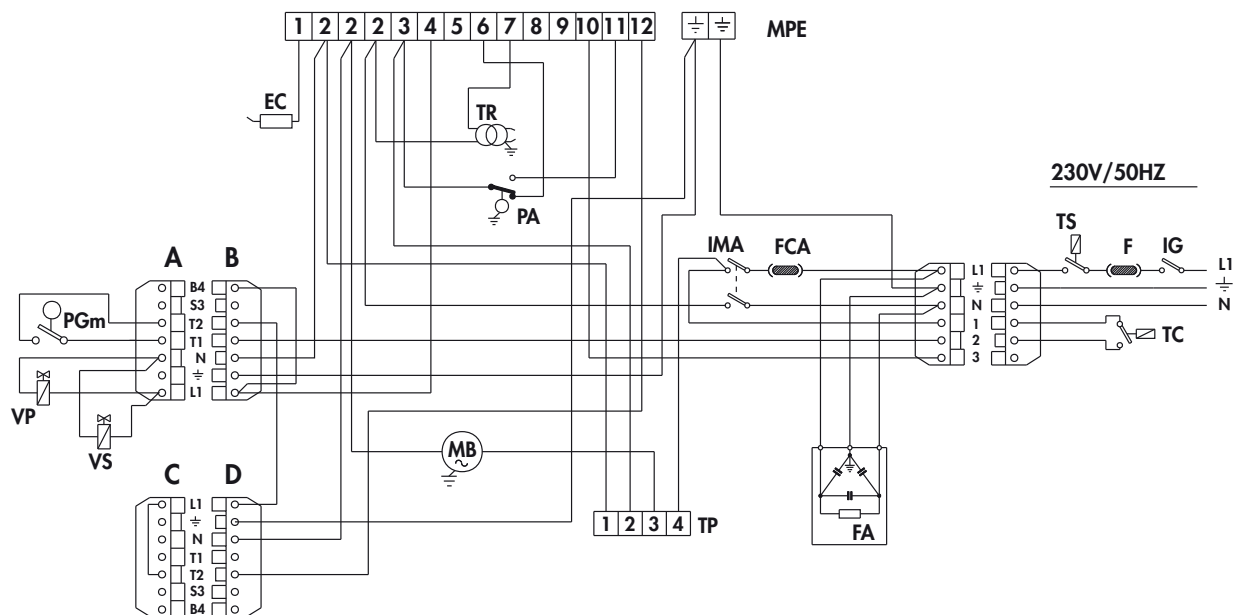 1 2 2 2 3 4 5 6 7 8 9 10 11 12
MPE
EC
TR
PA
230V/50HZ
TS F IG
L1
N
IMA FCA
L1
N
1
2
3
TC
A B
B4
S3
T2
T1
N
L1
PGm
VP
VS
MB
C D
L1
N
T1
T2
S3
B4
1 2 3 4 TP
FA